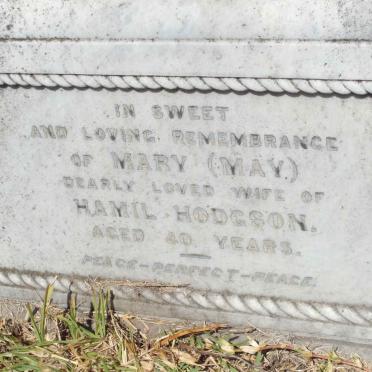 IN SWEET
AND LOVING REMEMBRANCE
OF MARY (MAY.)
DEARLY LOVED WIFE OF
HAMIL HODGSON.
AGED 40 YEARS.
PEACE-PERFECT-PEACE.